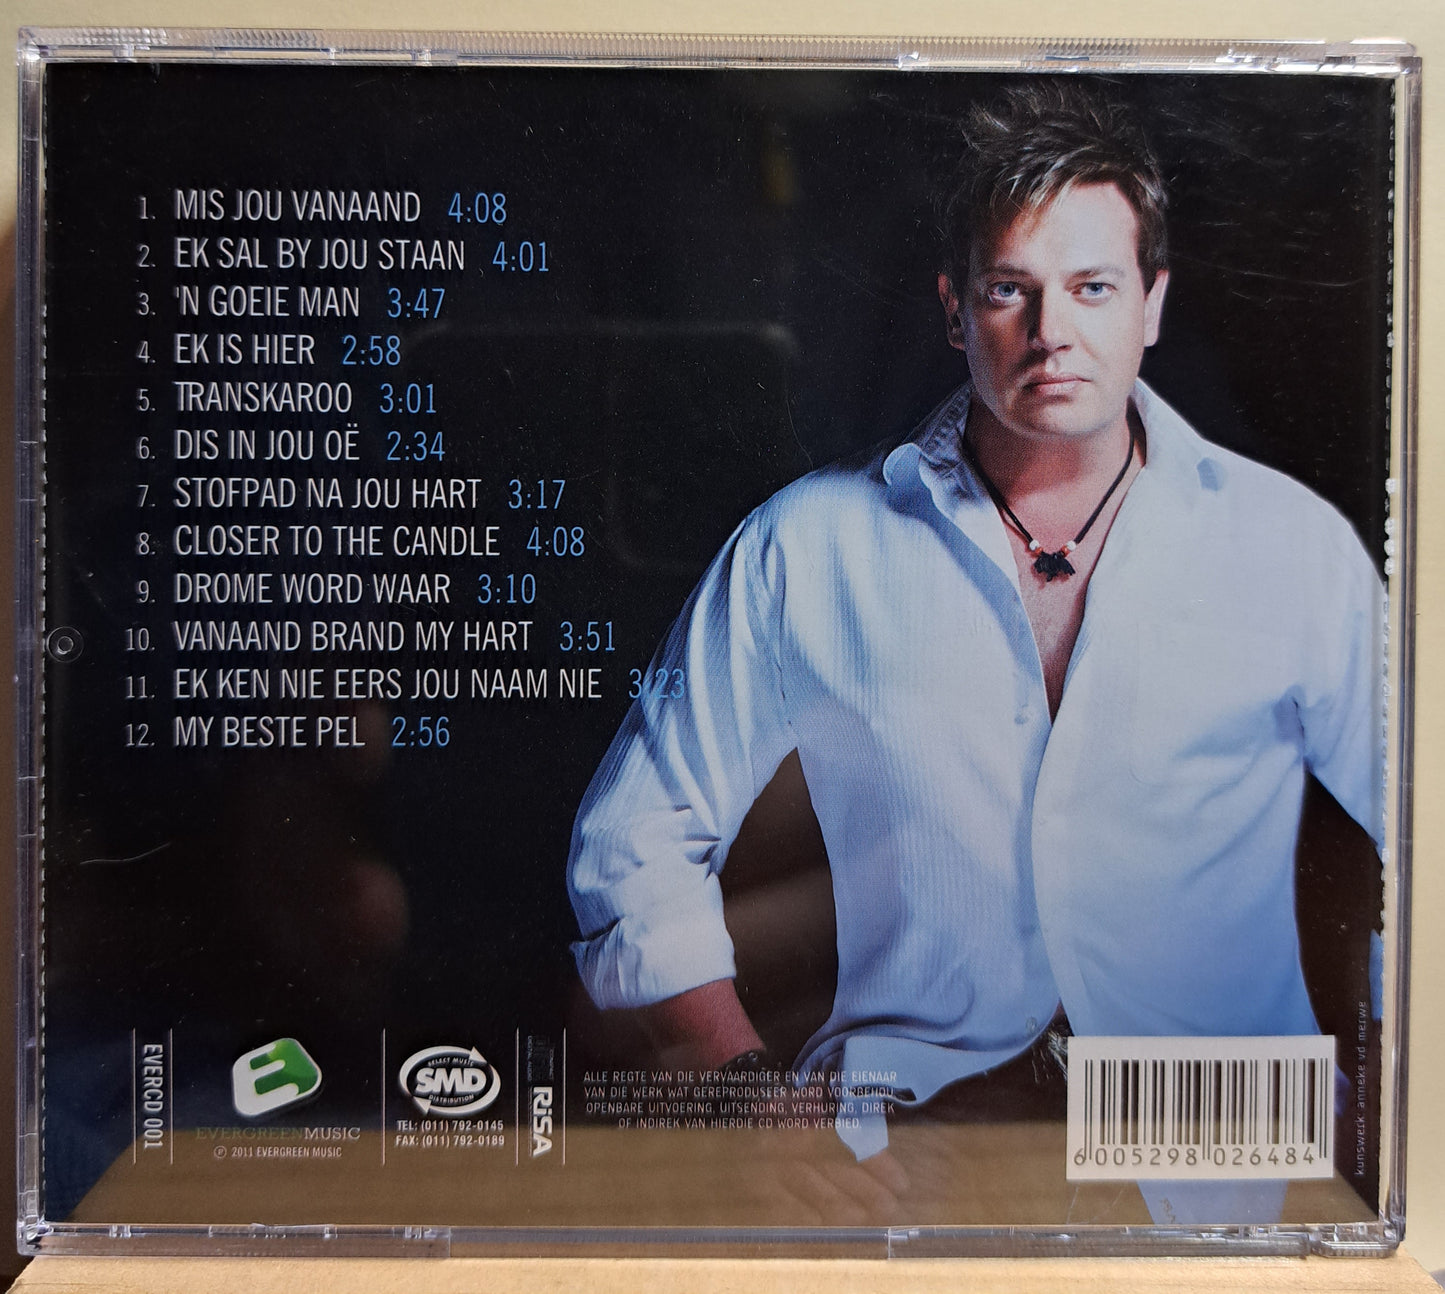 1. MIS JOU VANAAND 4:08
2. EK SAL BY JOU STAAN 4:01
3. 'N GOEIE MAN 3:47
4. EK IS HIER 2:58
5. TRANSKAROO 3:01
6. DIS IN JOU OË 2:34
7. STOFPAD NA JOU HART 3:17
8. CLOSER TO THE CANDLE 4:08
9. DROME WORD WAAR 3:10
10. VANAAND BRAND MY HART 3:51
11. EK KEN NIE EERS JOU NAAM NIE 3:23
12. MY BESTE PEL 2:56
EVERCD 001
EVERGREENMUSIC
℗ 2011 EVERGREEN MUSIC
SELECT MUSIC
SMD
DISTRIBUTION
TEL: (011) 792-0145
FAX: (011) 792-0189
RiSA
ALLE REGTE VAN DIE VERVAARDIGER EN VAN DIE EIENAAR
VAN DIE WERK WAT GEREPRODUSEER WORD VOORBEHOU.
OPENBARE UITVOERING, UITSENDING, VERHURING, DIREK
OF INDIREK VAN HIERDIE CD WORD VERBIED.
6 005298 026484
kunswerk anneke vd merwe